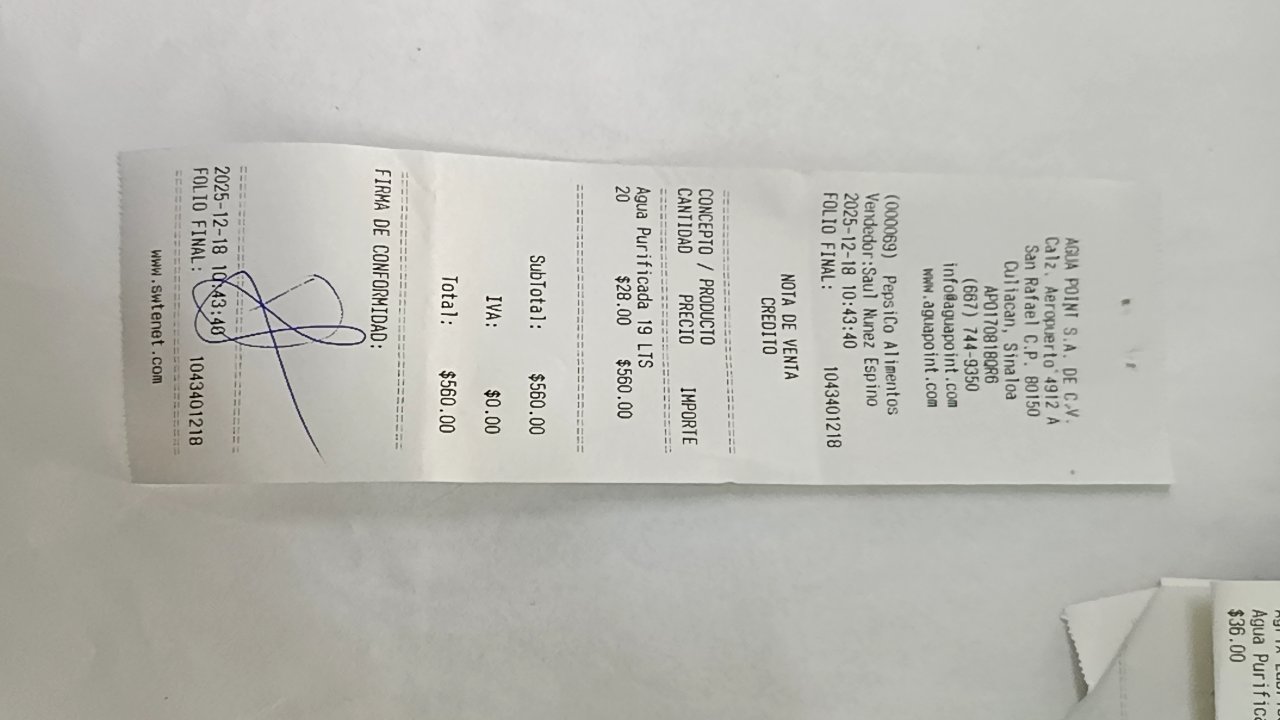 AGUA POINT S.A. DE C.V.
Calz. Aeropuerto 4912 A
San Rafael C.P. 80150
Culiacan, Sinaloa
APO170818QR6
(667) 744-9350
info@aguapoint.com
www.aguapoint.com
NOTA DE VENTA
CREDITO
(000069) PepsiCo Alimentos
Vendedor:Saul Nunez Espino
2025-12-18 10:43:40
FOLIO FINAL: 1043401218
CONCEPTO / PRODUCTO
CANTIDAD PRECIO IMPORTE
Agua Purificada 19 LTS
20 $28.00 $560.00
SubTotal: $560.00
IVA: $0.00
Total: $560.00
FIRMA DE CONFORMIDAD:
2025-12-18 10:43:40
FOLIO FINAL: 1043401218
www.swtenet.com
Agua Purific
$36.00